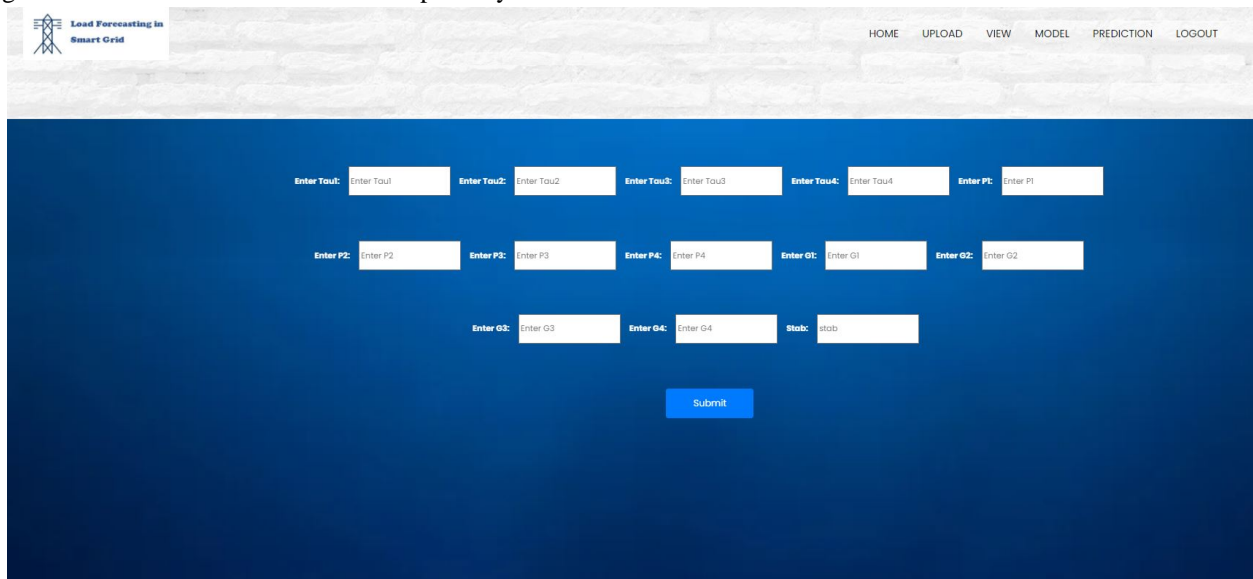 Load Forecasting in
Smart Grid
HOME UPLOAD VIEW MODEL PREDICTION LOGOUT
Enter Tau1: Enter Tau1 Enter Tau2: Enter Tau2 Enter Tau3: Enter Tau3 Enter Tau4: Enter Tau4 Enter P1: Enter P1
Enter P2: Enter P2 Enter P3: Enter P3 Enter P4: Enter P4 Enter G1: Enter G1 Enter G2: Enter G2
Enter G3: Enter G3 Enter G4: Enter G4 Stab: stab
Submit